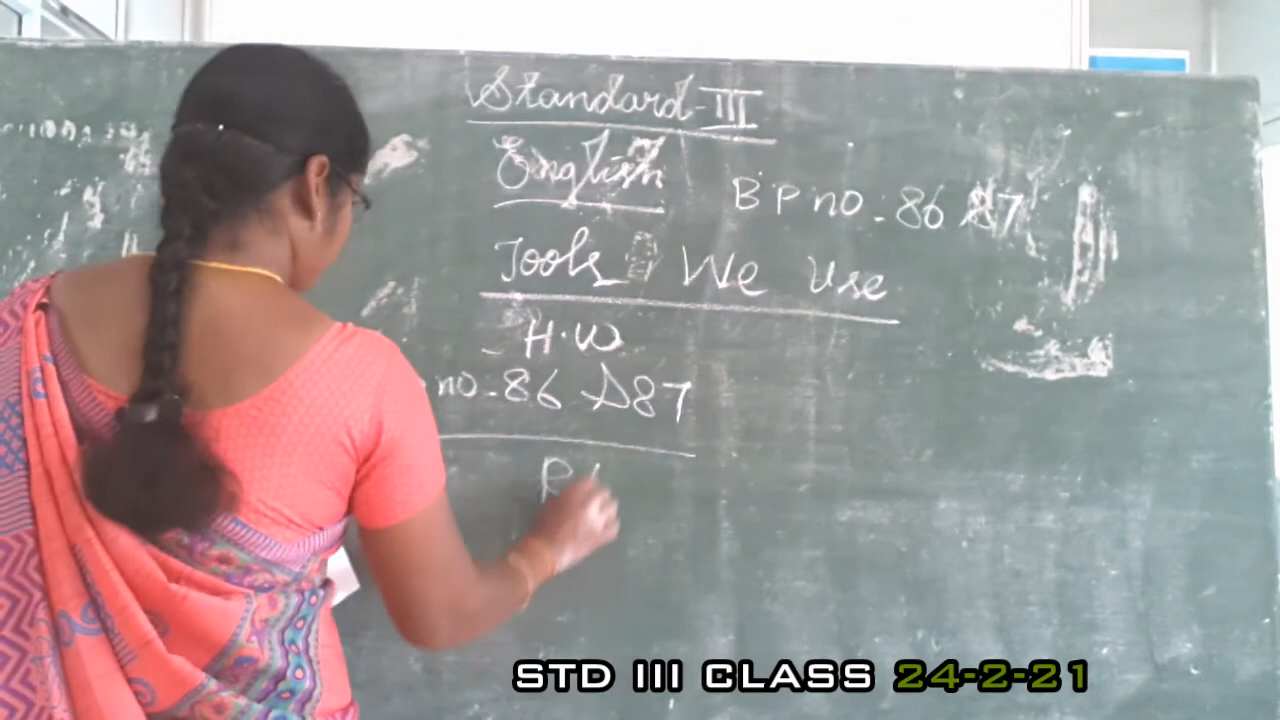 Standard-III
English
BP no. 86 &87
Tools We Use
H.W
no. 86 &87
STD III CLASS 24-2-21